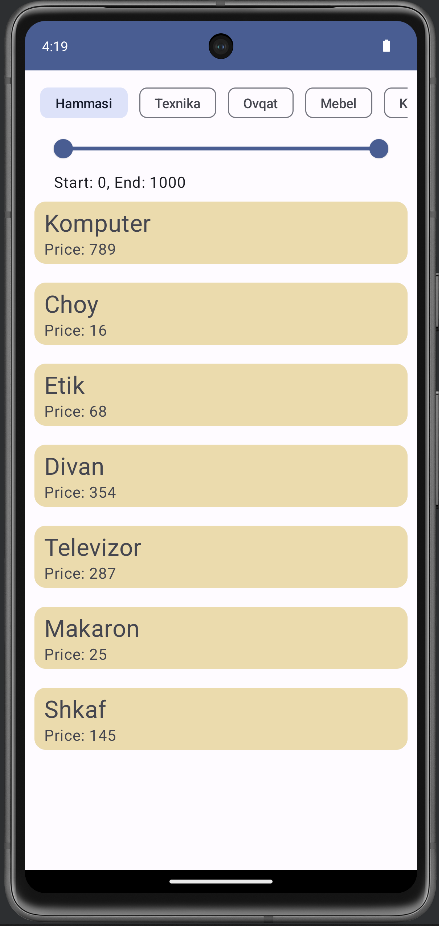 4:19
Hammasi Texnika Ovqat Mebel K
Start: 0, End: 1000
Komputer
Price: 789
Choy
Price: 16
Etik
Price: 68
Divan
Price: 354
Televizor
Price: 287
Makaron
Price: 25
Shkaf
Price: 145